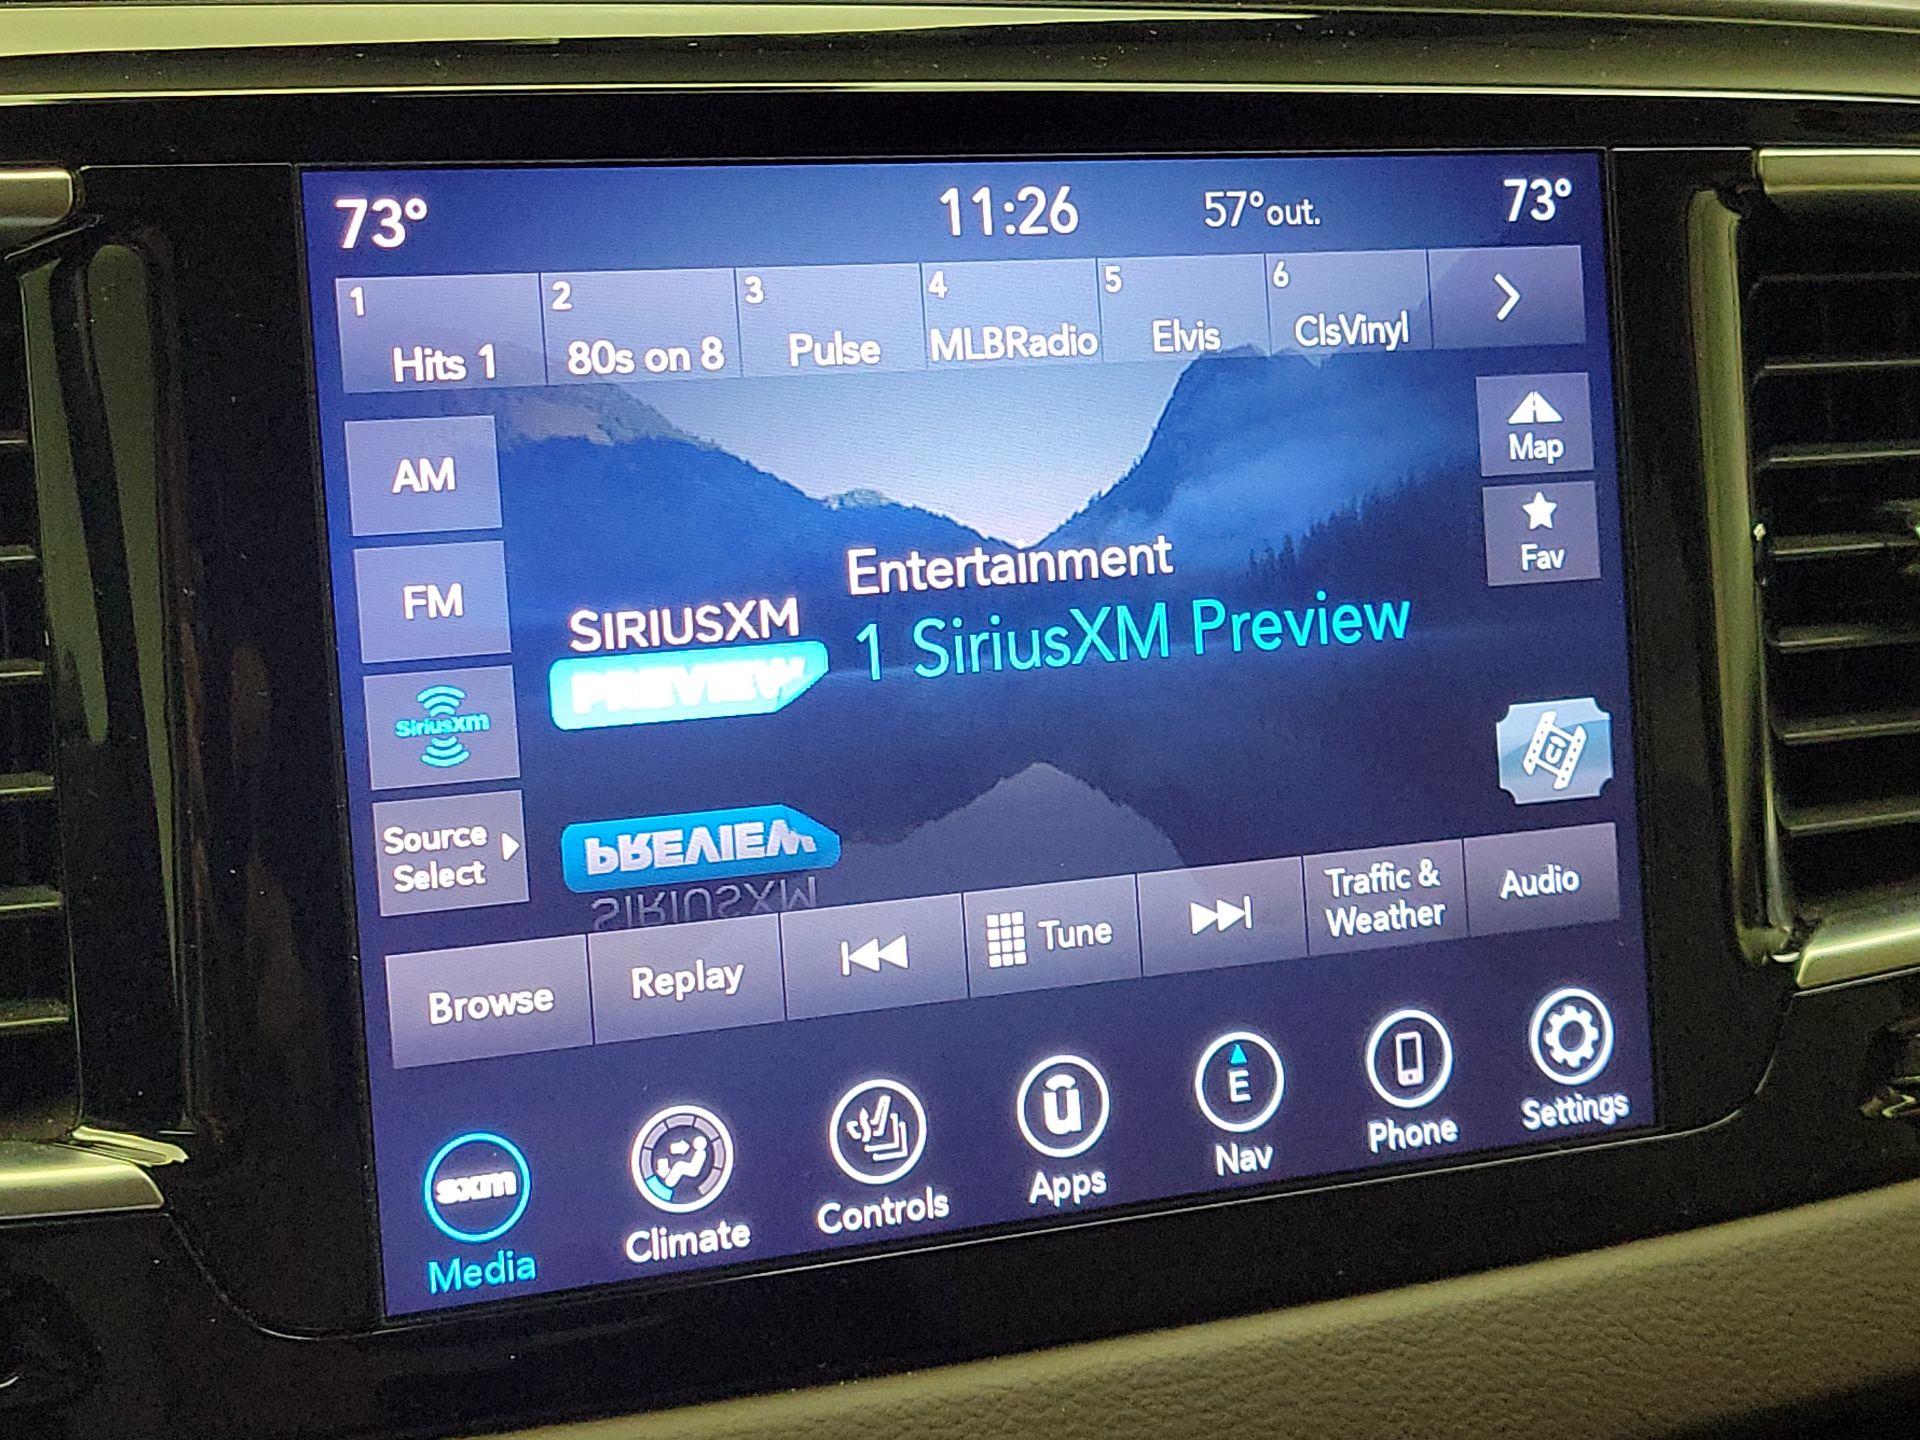 73° 11:26 57°out. 73°
1 2 3 4 5 6
Hits 1 80s on 8 Pulse MLBRadio Elvis ClsVinyl
AM
Map
FM
Fav
SIRIUSXM
PREVIEW
Entertainment
1 SiriusXM Preview
SiriusXM
Source
Select
PREVIEW
SIRIUSXM
Browse Replay Tune Traffic &
Weather Audio
sxm
Media
Climate
Controls
ū
Apps
E
Nav
Phone
Settings